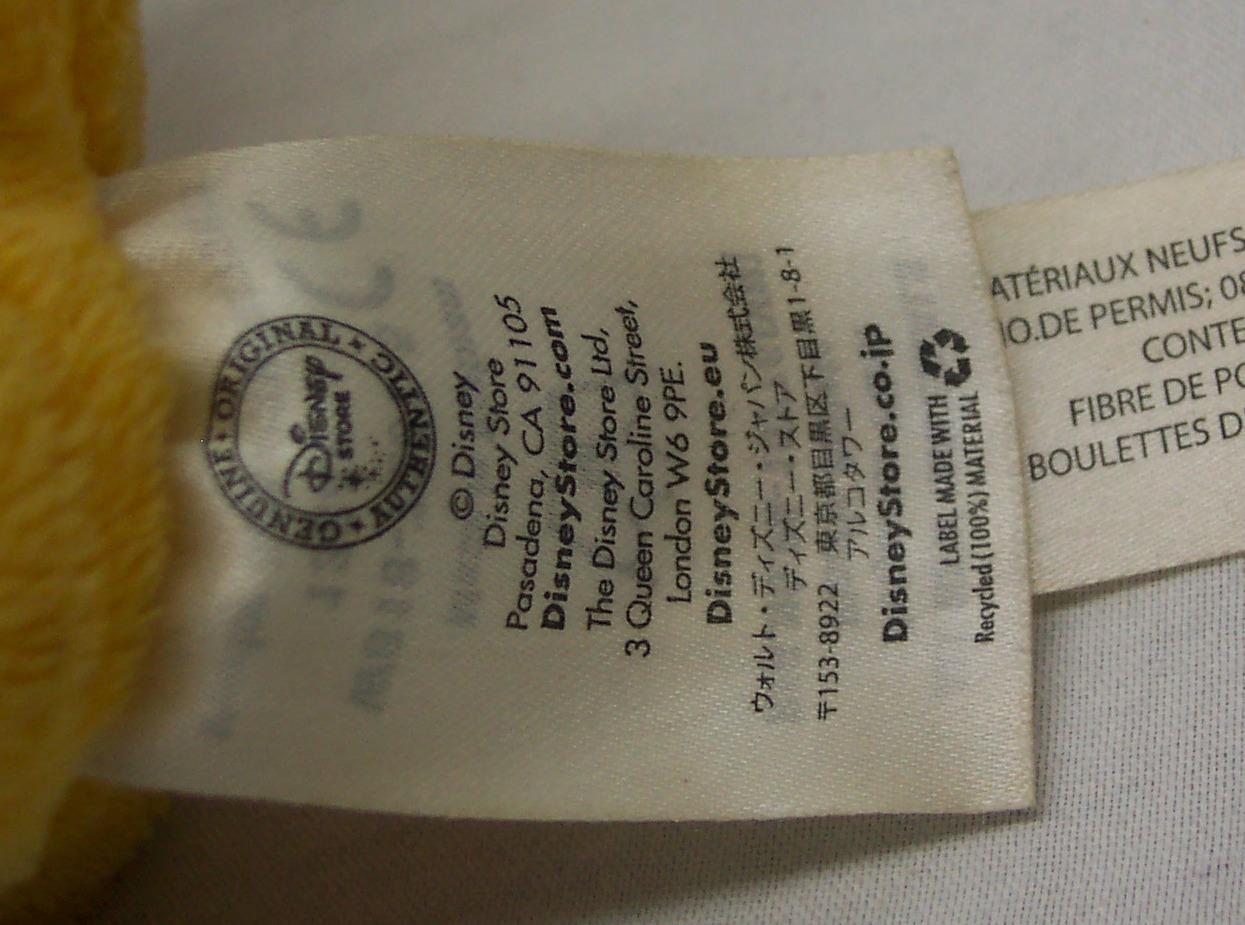 GENUINE • ORIGINAL • AUTHENTIC •
Disney
STORE
© Disney
Disney Store
Pasadena, CA 91105
DisneyStore.com
The Disney Store Ltd,
3 Queen Caroline Street,
London W6 9PE.
DisneyStore.eu
ウォルト・ディズニー・ジャパン株式会社
ディズニー・ストア
〒153-8922 東京都目黒区下目黒1-8-1
アルコタワー
DisneyStore.co.jp
LABEL MADE WITH
Recycled (100%) MATERIAL
ATÉRIAUX NEUFS
O.DE PERMIS; 08
CONTE
FIBRE DE PO
BOULETTES D